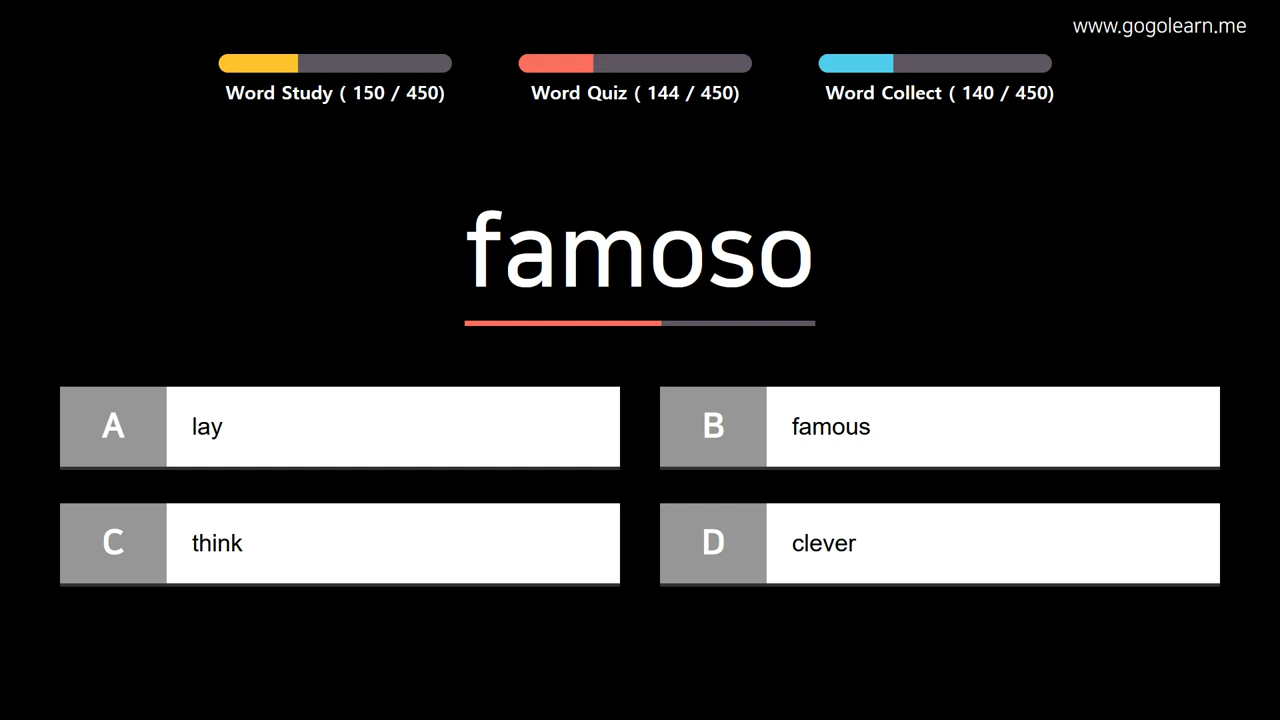 www.gogolearn.me
Word Study ( 150 / 450)
Word Quiz ( 144 / 450)
Word Collect ( 140 / 450)
famoso
A
lay
B
famous
C
think
D
clever